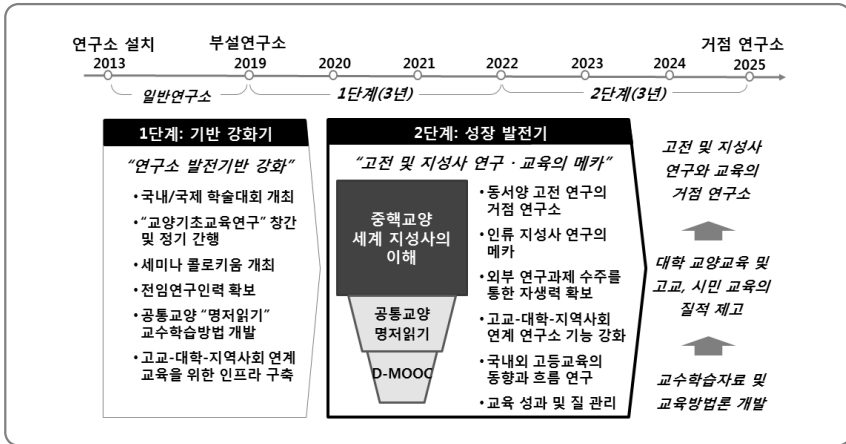 연구소 설치
부설연구소
거점 연구소
2013
2019
2020
2021
2022
2023
2024
2025
일반연구소
1단계(3년)
2단계(3년)
1단계: 기반 강화기
“연구소 발전기반 강화”
•국내/국제 학술대회 개최
•“교양기초교육연구” 창간
및 정기 간행
•세미나 콜로키움 개최
•전임연구인력 확보
•공통교양 “명저읽기”
교수학습방법 개발
•고교-대학-지역사회 연계
교육을 위한 인프라 구축
2단계: 성장 발전기
“고전 및 지성사 연구 · 교육의 메카”
중핵교양
세계 지성사의
이해
공통교양
명저읽기
D-MOOC
•동서양 고전 연구의
거점 연구소
•인류 지성사 연구의
메카
•외부 연구과제 수주를
통한 자생력 확보
•고교-대학-지역사회
연계 연구소 기능 강화
•국내외 고등교육의
동향과 흐름 연구
•교육 성과 및 질 관리
고전 및 지성사
연구와 교육의
거점 연구소
대학 교양교육 및
고교, 시민 교육의
질적 제고
교수학습자료 및
교육방법론 개발